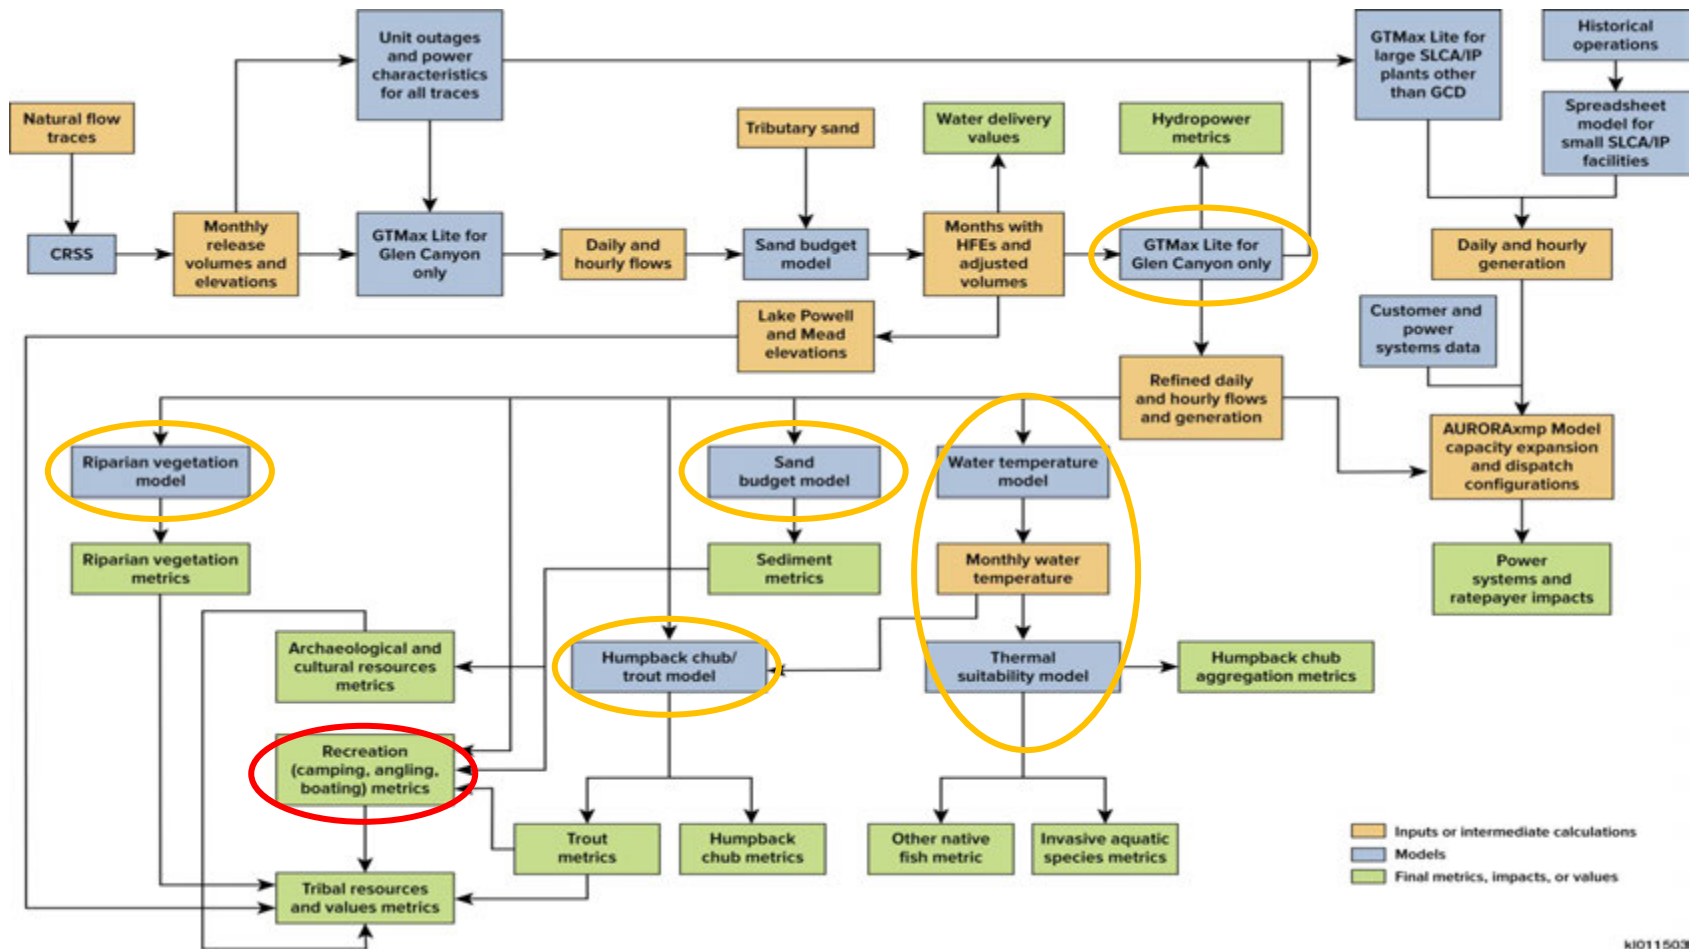 Unit outages
and power
characteristics
for all traces
GTMax Lite for
large SLCA/IP
plants other
than GCD
Historical
operations
Natural flow
traces
Tributary sand
Water delivery
values
Hydropower
metrics
Spreadsheet
model for
small SLCA/IP
facilities
CRSS
Monthly
release
volumes and
elevations
GTMax Lite for
Glen Canyon
only
Daily and
hourly flows
Sand budget
model
Months with
HFEs and
adjusted
volumes
GTMax Lite for
Glen Canyon only
Daily and hourly
generation
Lake Powell
and Mead
elevations
Customer and
power
systems data
Refined daily
and hourly flows
and generation
AURORAxmp Model
capacity expansion
and dispatch
configurations
Riparian vegetation
model
Sand
budget model
Water temperature
model
Riparian vegetation
metrics
Sediment
metrics
Monthly water
temperature
Power
systems and
ratepayer impacts
Archaeological and
cultural resources
metrics
Humpback chub/
trout model
Thermal
suitability model
Humpback chub
aggregation metrics
Recreation
(camping, angling,
boating) metrics
Trout
metrics
Humpback
chub metrics
Other native
fish metric
Invasive aquatic
species metrics
Tribal resources
and values metrics
Inputs or intermediate calculations
Models
Final metrics, impacts, or values
kl011503